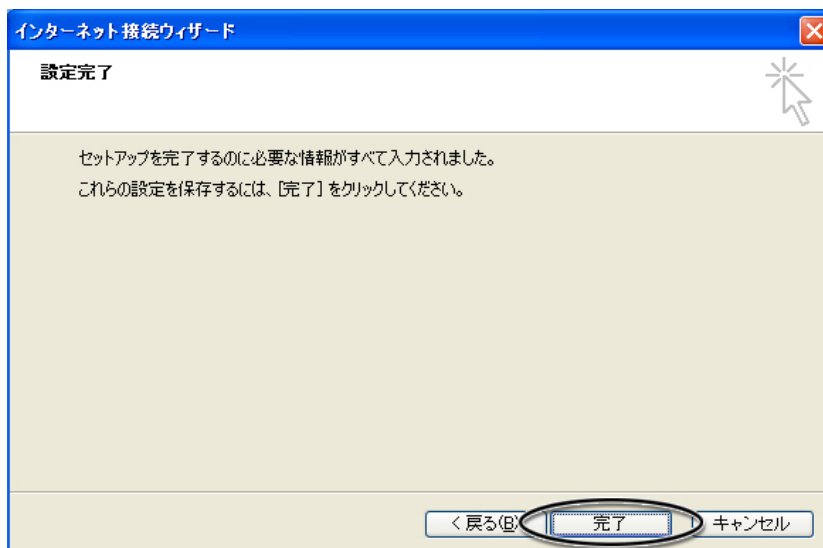 インターネット接続ウィザード
設定完了
セットアップを完了するのに必要な情報がすべて入力されました。
これらの設定を保存するには、[完了] をクリックしてください。
< 戻る(B) 完了 キャンセル